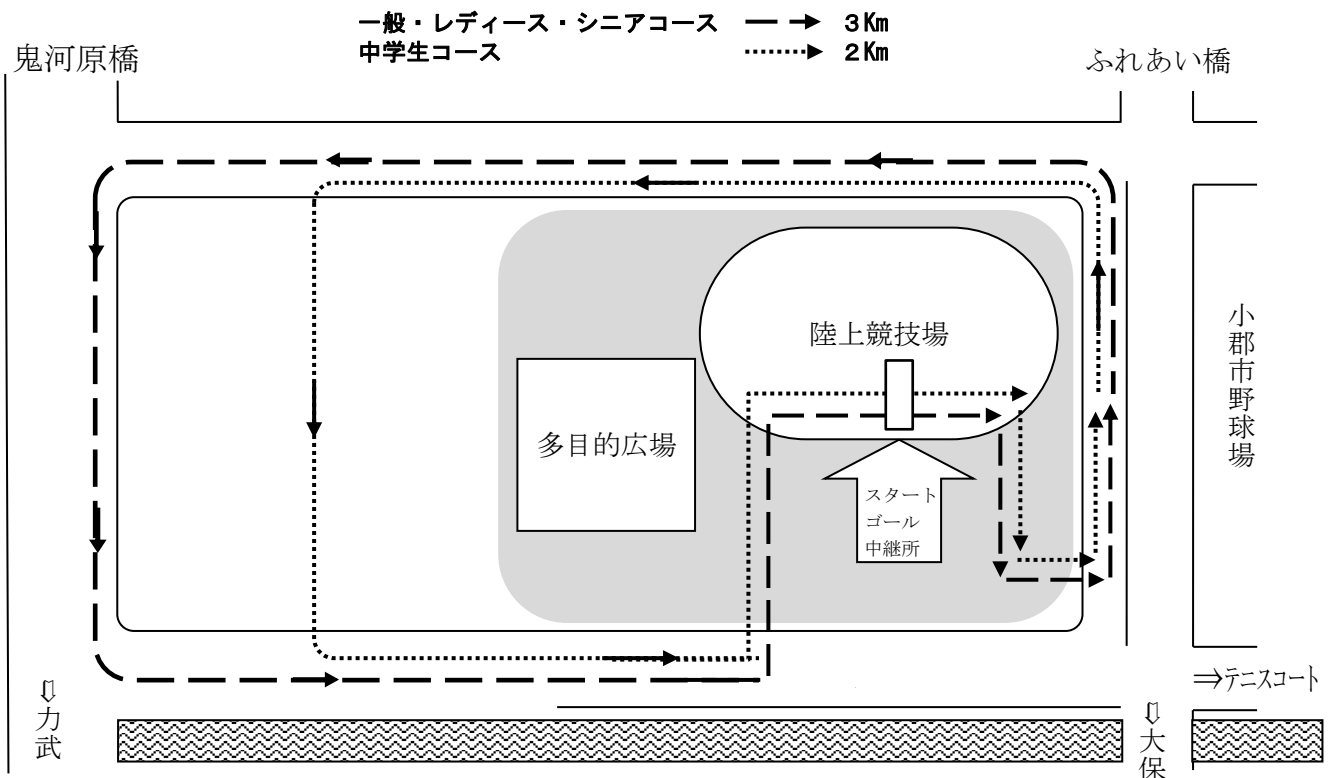 一般・レディース・シニアコース 3㎞
中学生コース 2㎞
鬼河原橋
ふれあい橋
陸上競技場
小郡市野球場
多目的広場
スタート
ゴール
中継所
⇒テニスコート
⇩力武
⇩大保